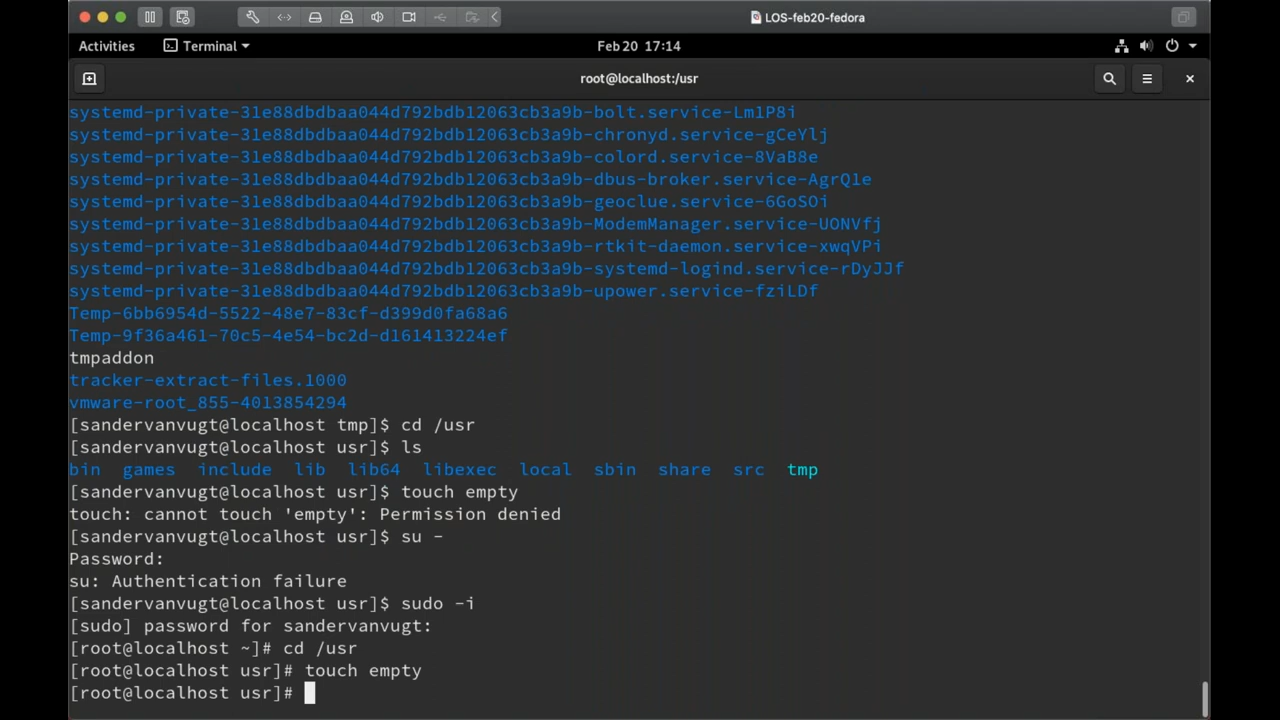 LOS-feb20-fedora
Activities Terminal Feb 20 17:14
root@localhost:/usr
systemd-private-31e88dbdbaa044d792bdb12063cb3a9b-bolt.service-Lm1P8i
systemd-private-31e88dbdbaa044d792bdb12063cb3a9b-chronyd.service-gCeYlj
systemd-private-31e88dbdbaa044d792bdb12063cb3a9b-colord.service-8VaB8e
systemd-private-31e88dbdbaa044d792bdb12063cb3a9b-dbus-broker.service-AgrQ1e
systemd-private-31e88dbdbaa044d792bdb12063cb3a9b-geoclue.service-6GoSOi
systemd-private-31e88dbdbaa044d792bdb12063cb3a9b-ModemManager.service-UONVfj
systemd-private-31e88dbdbaa044d792bdb12063cb3a9b-rtkit-daemon.service-xwqVPi
systemd-private-31e88dbdbaa044d792bdb12063cb3a9b-systemd-logind.service-rDyJJf
systemd-private-31e88dbdbaa044d792bdb12063cb3a9b-upower.service-fziLDf
Temp-6bb6954d-5522-48e7-83cf-d399d0fa68a6
Temp-9f36a461-70c5-4e54-bc2d-d161413224ef
tmpaddon
tracker-extract-files.1000
vmware-root_855-4013854294
[sandervanvugt@localhost tmp]$ cd /usr
[sandervanvugt@localhost usr]$ ls
bin games include lib lib64 libexec local sbin share src tmp
[sandervanvugt@localhost usr]$ touch empty
touch: cannot touch 'empty': Permission denied
[sandervanvugt@localhost usr]$ su -
Password:
su: Authentication failure
[sandervanvugt@localhost usr]$ sudo -i
[sudo] password for sandervanvugt:
[root@localhost ~]# cd /usr
[root@localhost usr]# touch empty
[root@localhost usr]#